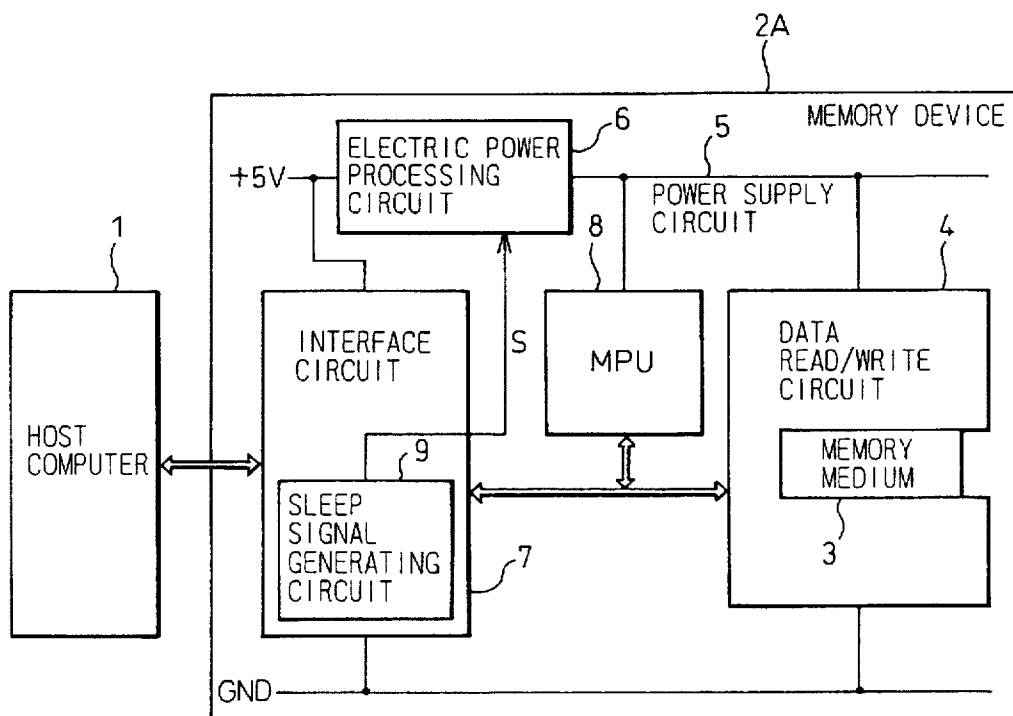 2A
MEMORY DEVICE
6
5
ELECTRIC POWER
PROCESSING
CIRCUIT
+5V
POWER SUPPLY
CIRCUIT
1
8
4
INTERFACE
CIRCUIT
S
MPU
DATA
READ/WRITE
CIRCUIT
HOST
COMPUTER
9
MEMORY
MEDIUM
SLEEP
SIGNAL
GENERATING
CIRCUIT
7
3
GND